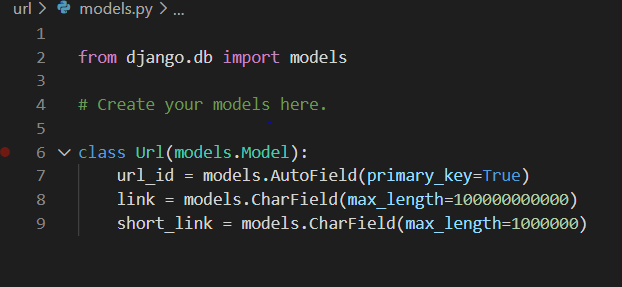 url > models.py > ...
1
2 from django.db import models
3
4 # Create your models here.
5
6 class Url(models.Model):
7     url_id = models.AutoField(primary_key=True)
8     link = models.CharField(max_length=100000000000)
9     short_link = models.CharField(max_length=1000000)